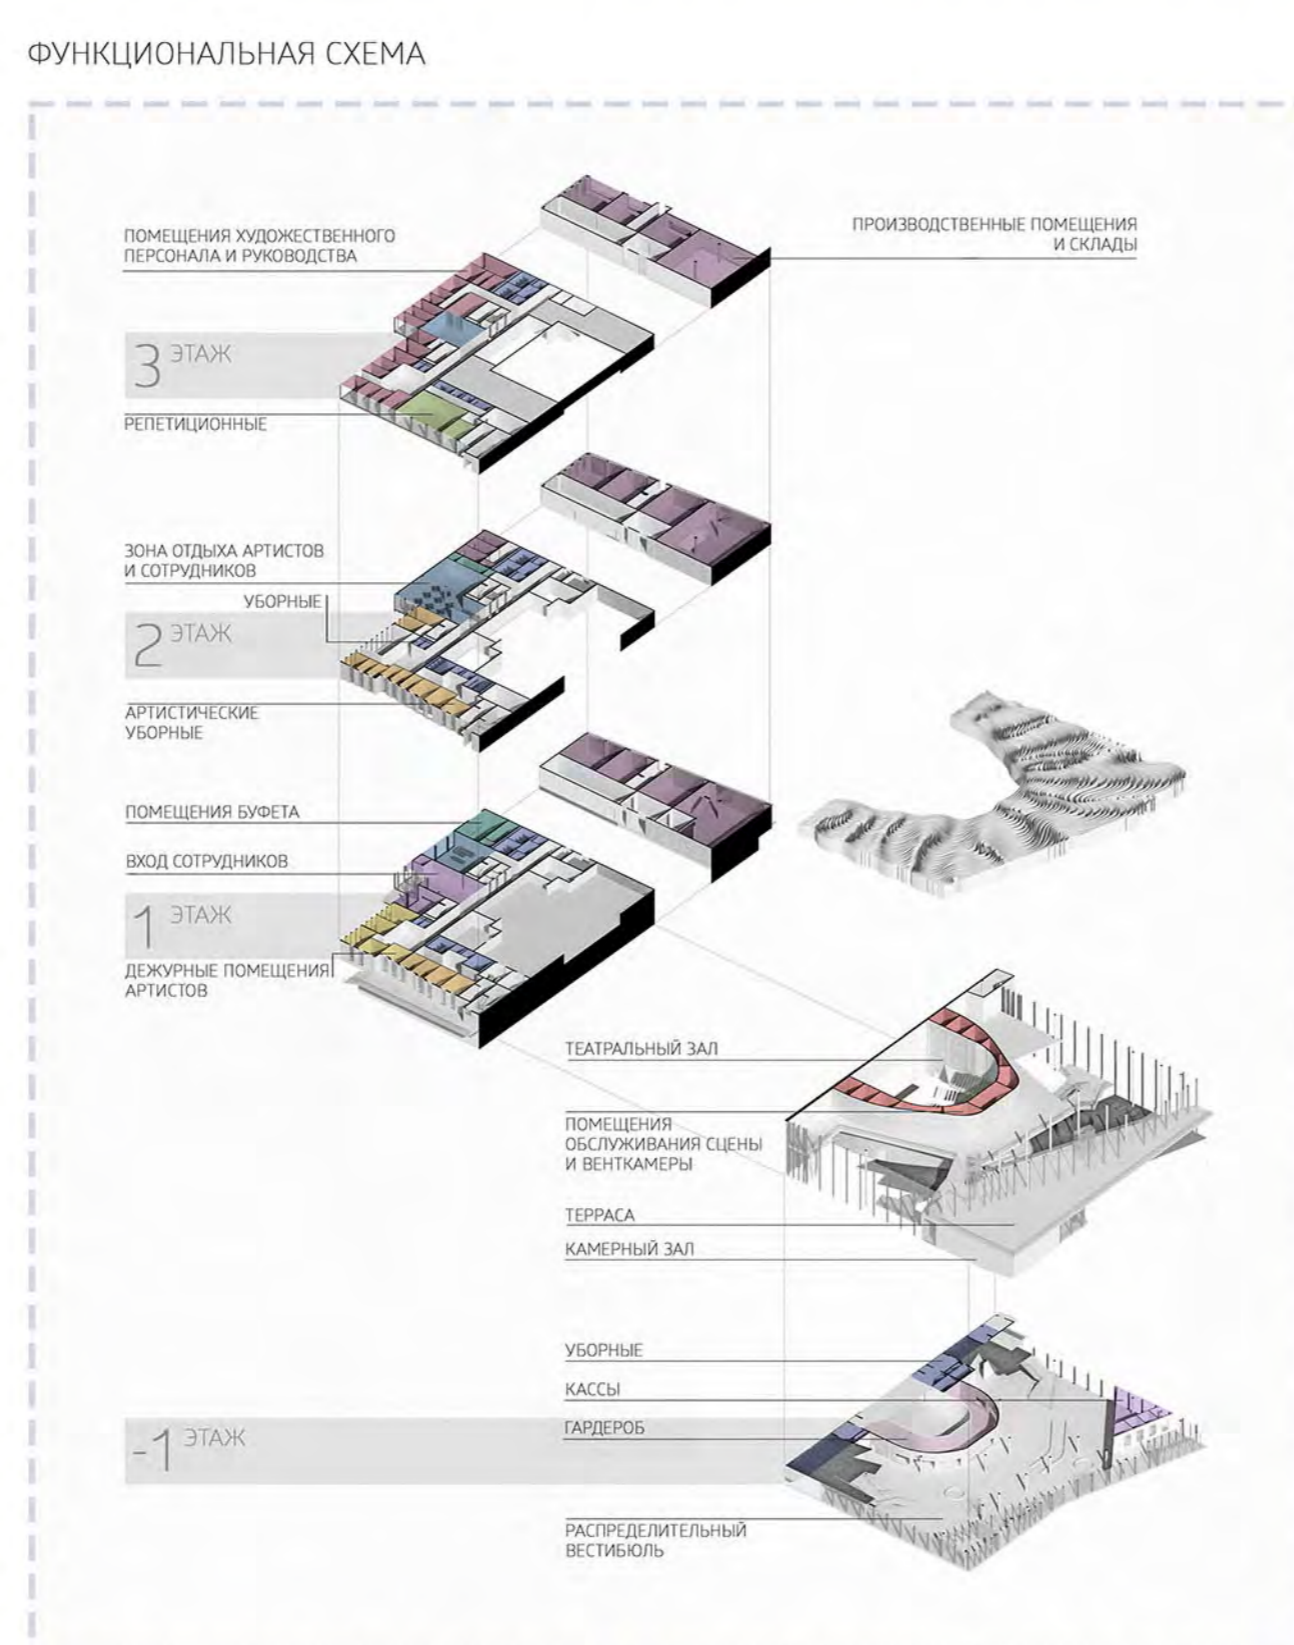 ФУНКЦИОНАЛЬНАЯ СХЕМА
ПОМЕЩЕНИЯ ХУДОЖЕСТВЕННОГО
ПЕРСОНАЛА И РУКОВОДСТВА
ПРОИЗВОДСТВЕННЫЕ ПОМЕЩЕНИЯ
И СКЛАДЫ
3 ЭТАЖ
РЕПЕТИЦИОННЫЕ
ЗОНА ОТДЫХА АРТИСТОВ
И СОТРУДНИКОВ
УБОРНЫЕ
2 ЭТАЖ
АРТИСТИЧЕСКИЕ
УБОРНЫЕ
ПОМЕЩЕНИЯ БУФЕТА
ВХОД СОТРУДНИКОВ
1 ЭТАЖ
ДЕЖУРНЫЕ ПОМЕЩЕНИЯ
АРТИСТОВ
ТЕАТРАЛЬНЫЙ ЗАЛ
ПОМЕЩЕНИЯ
ОБСЛУЖИВАНИЯ СЦЕНЫ
И ВЕНТКАМЕРЫ
ТЕРРАСА
КАМЕРНЫЙ ЗАЛ
УБОРНЫЕ
КАССЫ
ГАРДЕРОБ
-1 ЭТАЖ
РАСПРЕДЕЛИТЕЛЬНЫЙ
ВЕСТИБЮЛЬ